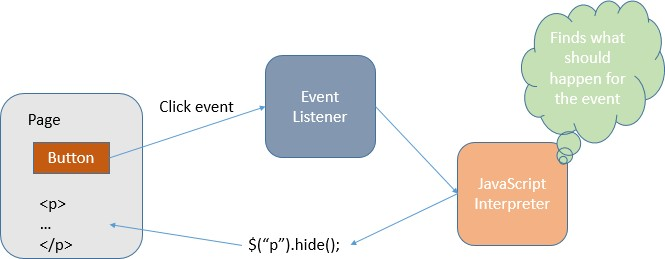 Page
Button
<p>
...
</p>
Click event
Event
Listener
JavaScript
Interpreter
Finds what
should
happen for
the event
$(“p”).hide();